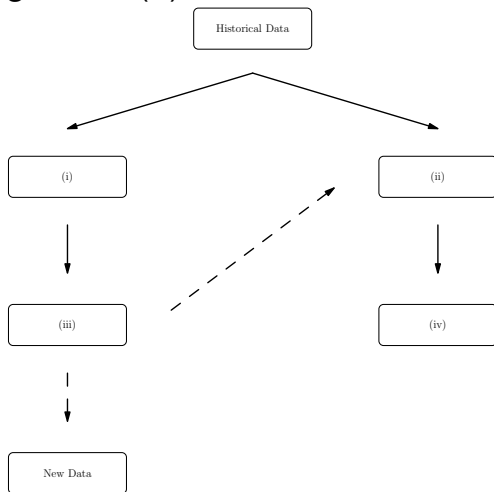 Historical Data
(i)
(ii)
(iii)
(iv)
New Data